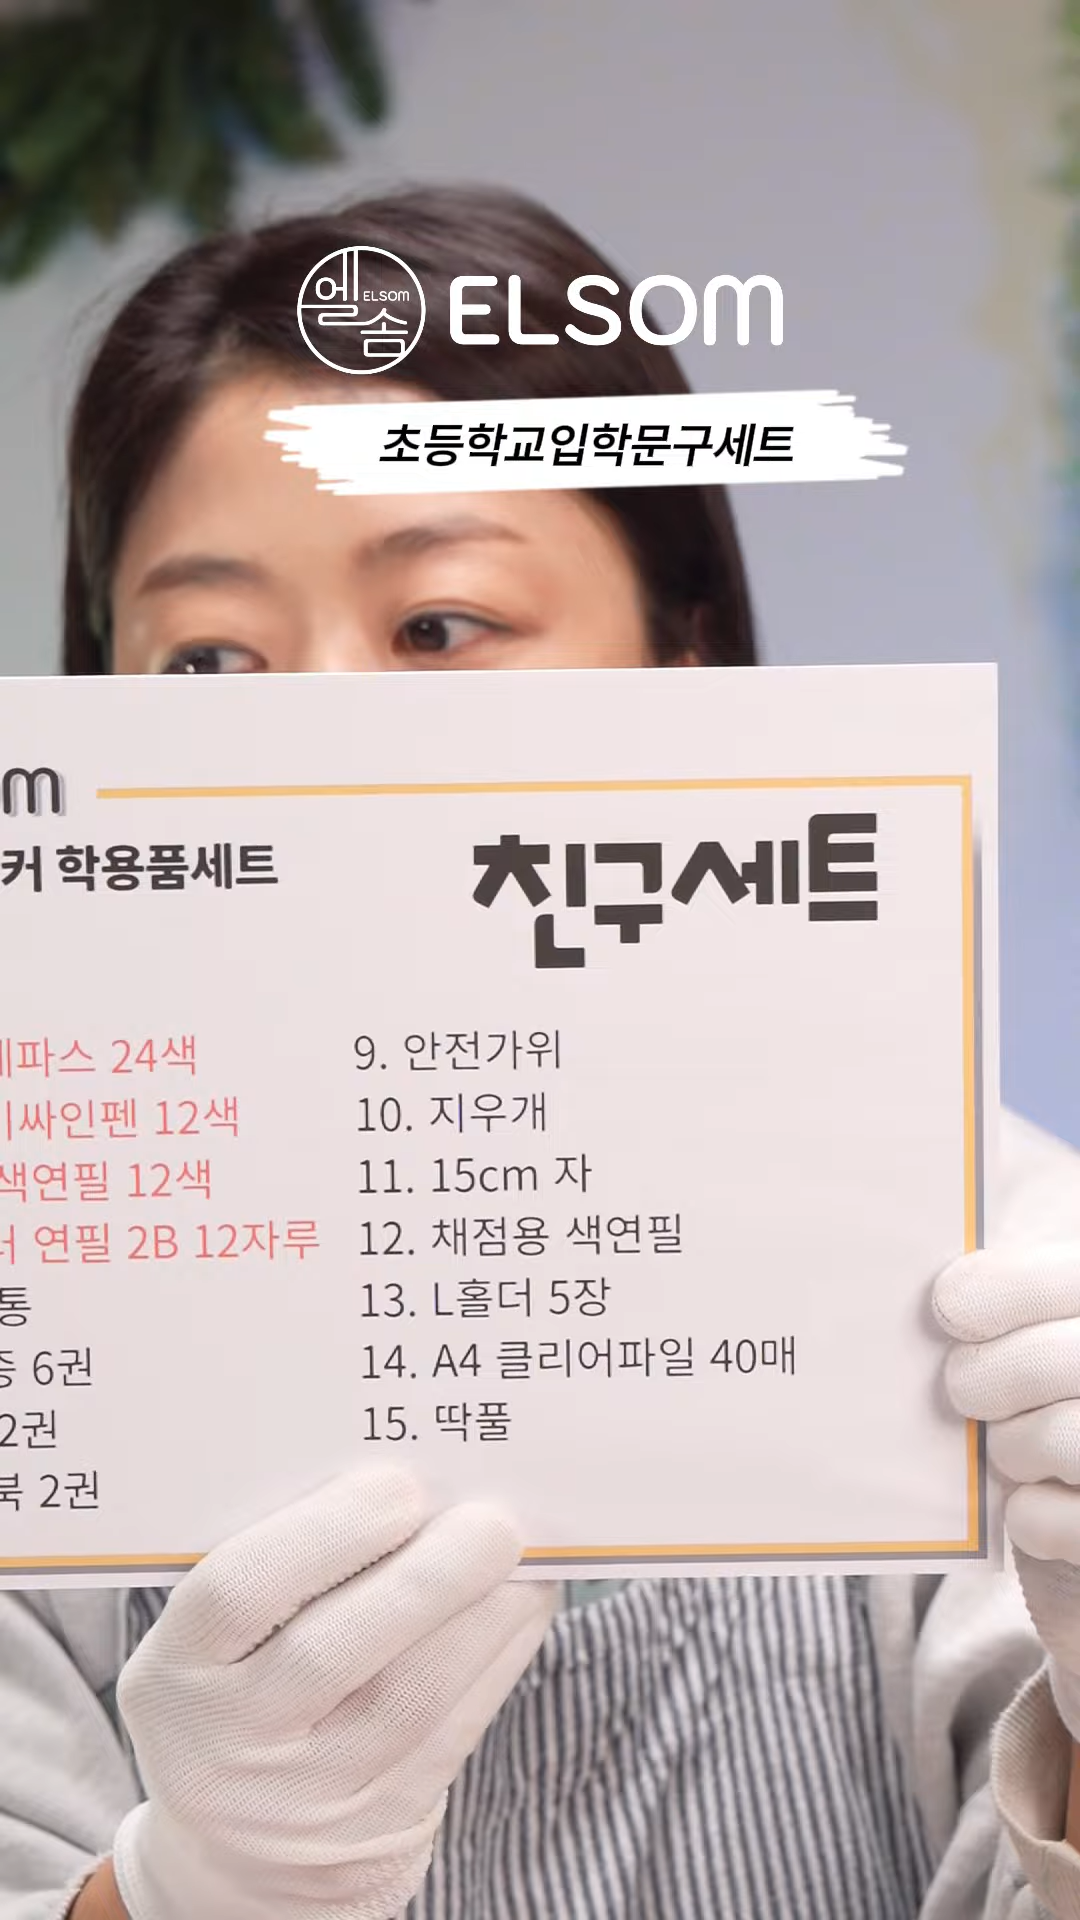 엘솜 ELSOM
ELSOM
초등학교입학문구세트
m
커 학용품세트
친구세트
파스 24색
싸인펜 12색
색연필 12색
연필 2B 12자루
통
6권
2권
북 2권
9. 안전가위
10. 지우개
11. 15cm 자
12. 채점용 색연필
13. L홀더 5장
14. A4 클리어파일 40매
15. 딱풀